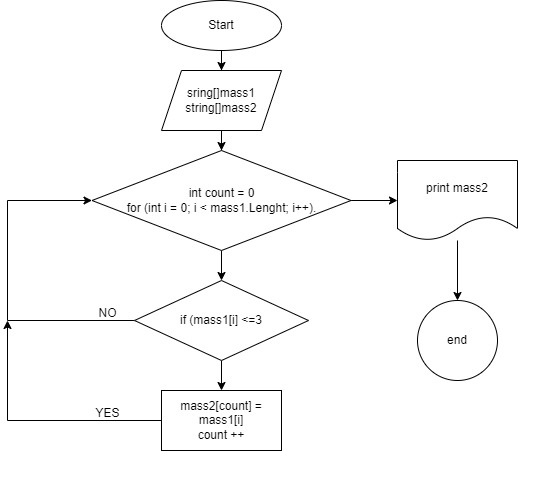 Start
sring[]mass1
string[]mass2
int count = 0
for (int i = 0; i < mass1.Lenght; i++).
print mass2
NO
if (mass1[i] <=3
end
YES
mass2[count] =
mass1[i]
count ++